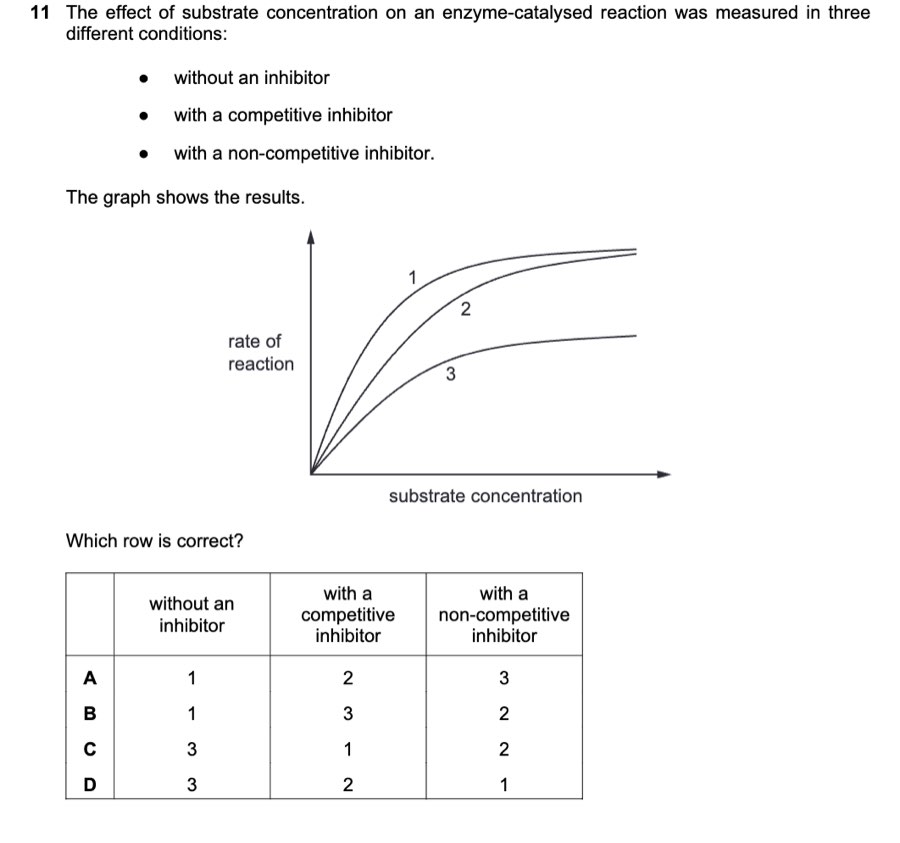 11 The effect of substrate concentration on an enzyme-catalysed reaction was measured in three
different conditions:
• without an inhibitor
• with a competitive inhibitor
• with a non-competitive inhibitor.
The graph shows the results.
1
2
rate of
reaction
3
substrate concentration
Which row is correct?
without an
inhibitor
with a
competitive
inhibitor
with a
non-competitive
inhibitor
A 1 2 3
B 1 3 2
C 3 1 2
D 3 2 1